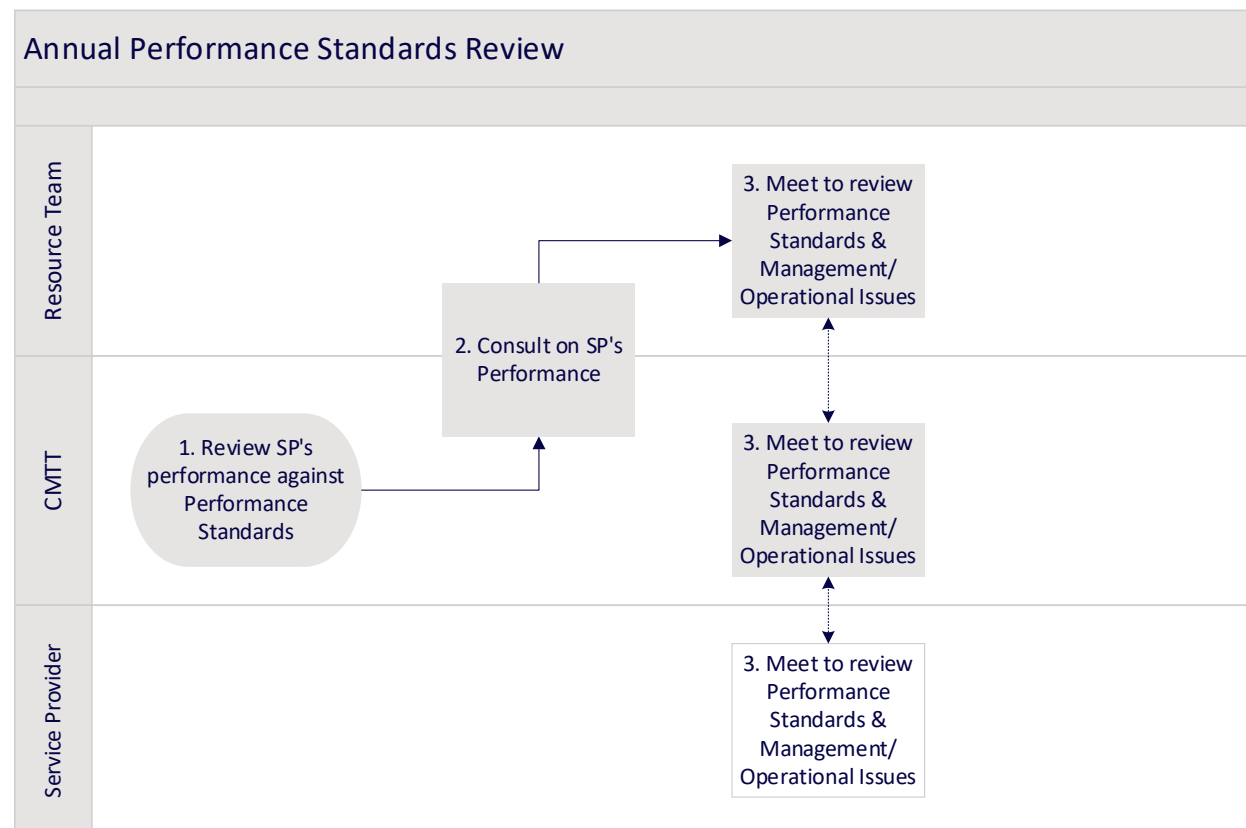 Annual Performance Standards Review
Resource Team
3. Meet to review
Performance
Standards &
Management/
Operational Issues
2. Consult on SP's
Performance
CMTT
1. Review SP's
performance against
Performance
Standards
3. Meet to review
Performance
Standards &
Management/
Operational Issues
Service Provider
3. Meet to review
Performance
Standards &
Management/
Operational Issues